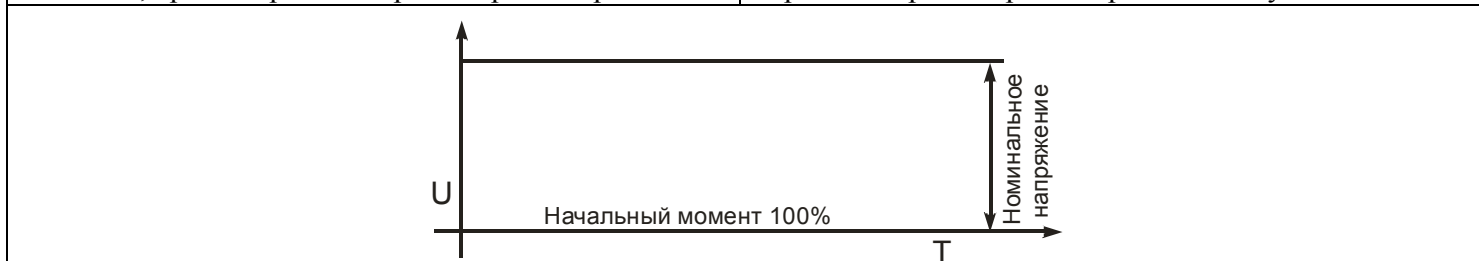 Номинальное
напряжение
U
Начальный момент 100%
T